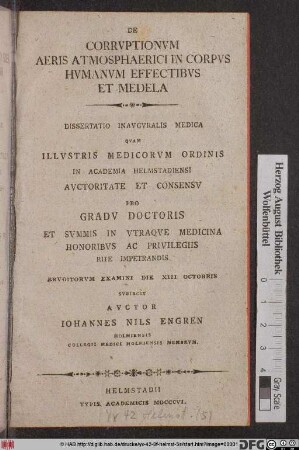 DE
CORRVPTIONVM
AERIS ATMOSPHAERICI IN CORPVS
HVMANVM EFFECTIBVS
ET MEDELA
DISSERTATIO INAVGVRALIS MEDICA
QVAM
ILLVSTRIS MEDICORVM ORDINIS
IN ACADEMIA HELMSTADIENSI
AVCTORITATE ET CONSENSV
PRO
GRADV DOCTORIS
ET SVMMIS IN VTRAQVE MEDICINA
HONORIBVS AC PRIVILEGIIS
RITE IMPETRANDIS
ERVDITORVM EXAMINI DIE XIII OCTOBRIS
SVBIICIT
AVCTOR
IOHANNES NILS ENGREN
HOLMIENSIS
COLLEGII MEDICI HOLMIENSIS MEMBRVM.
HELMSTADII
TYPIS ACADEMICIS MDCCCVI.
Herzog August Bibliothek
Wolfenbüttel
Gray Scale
DFG